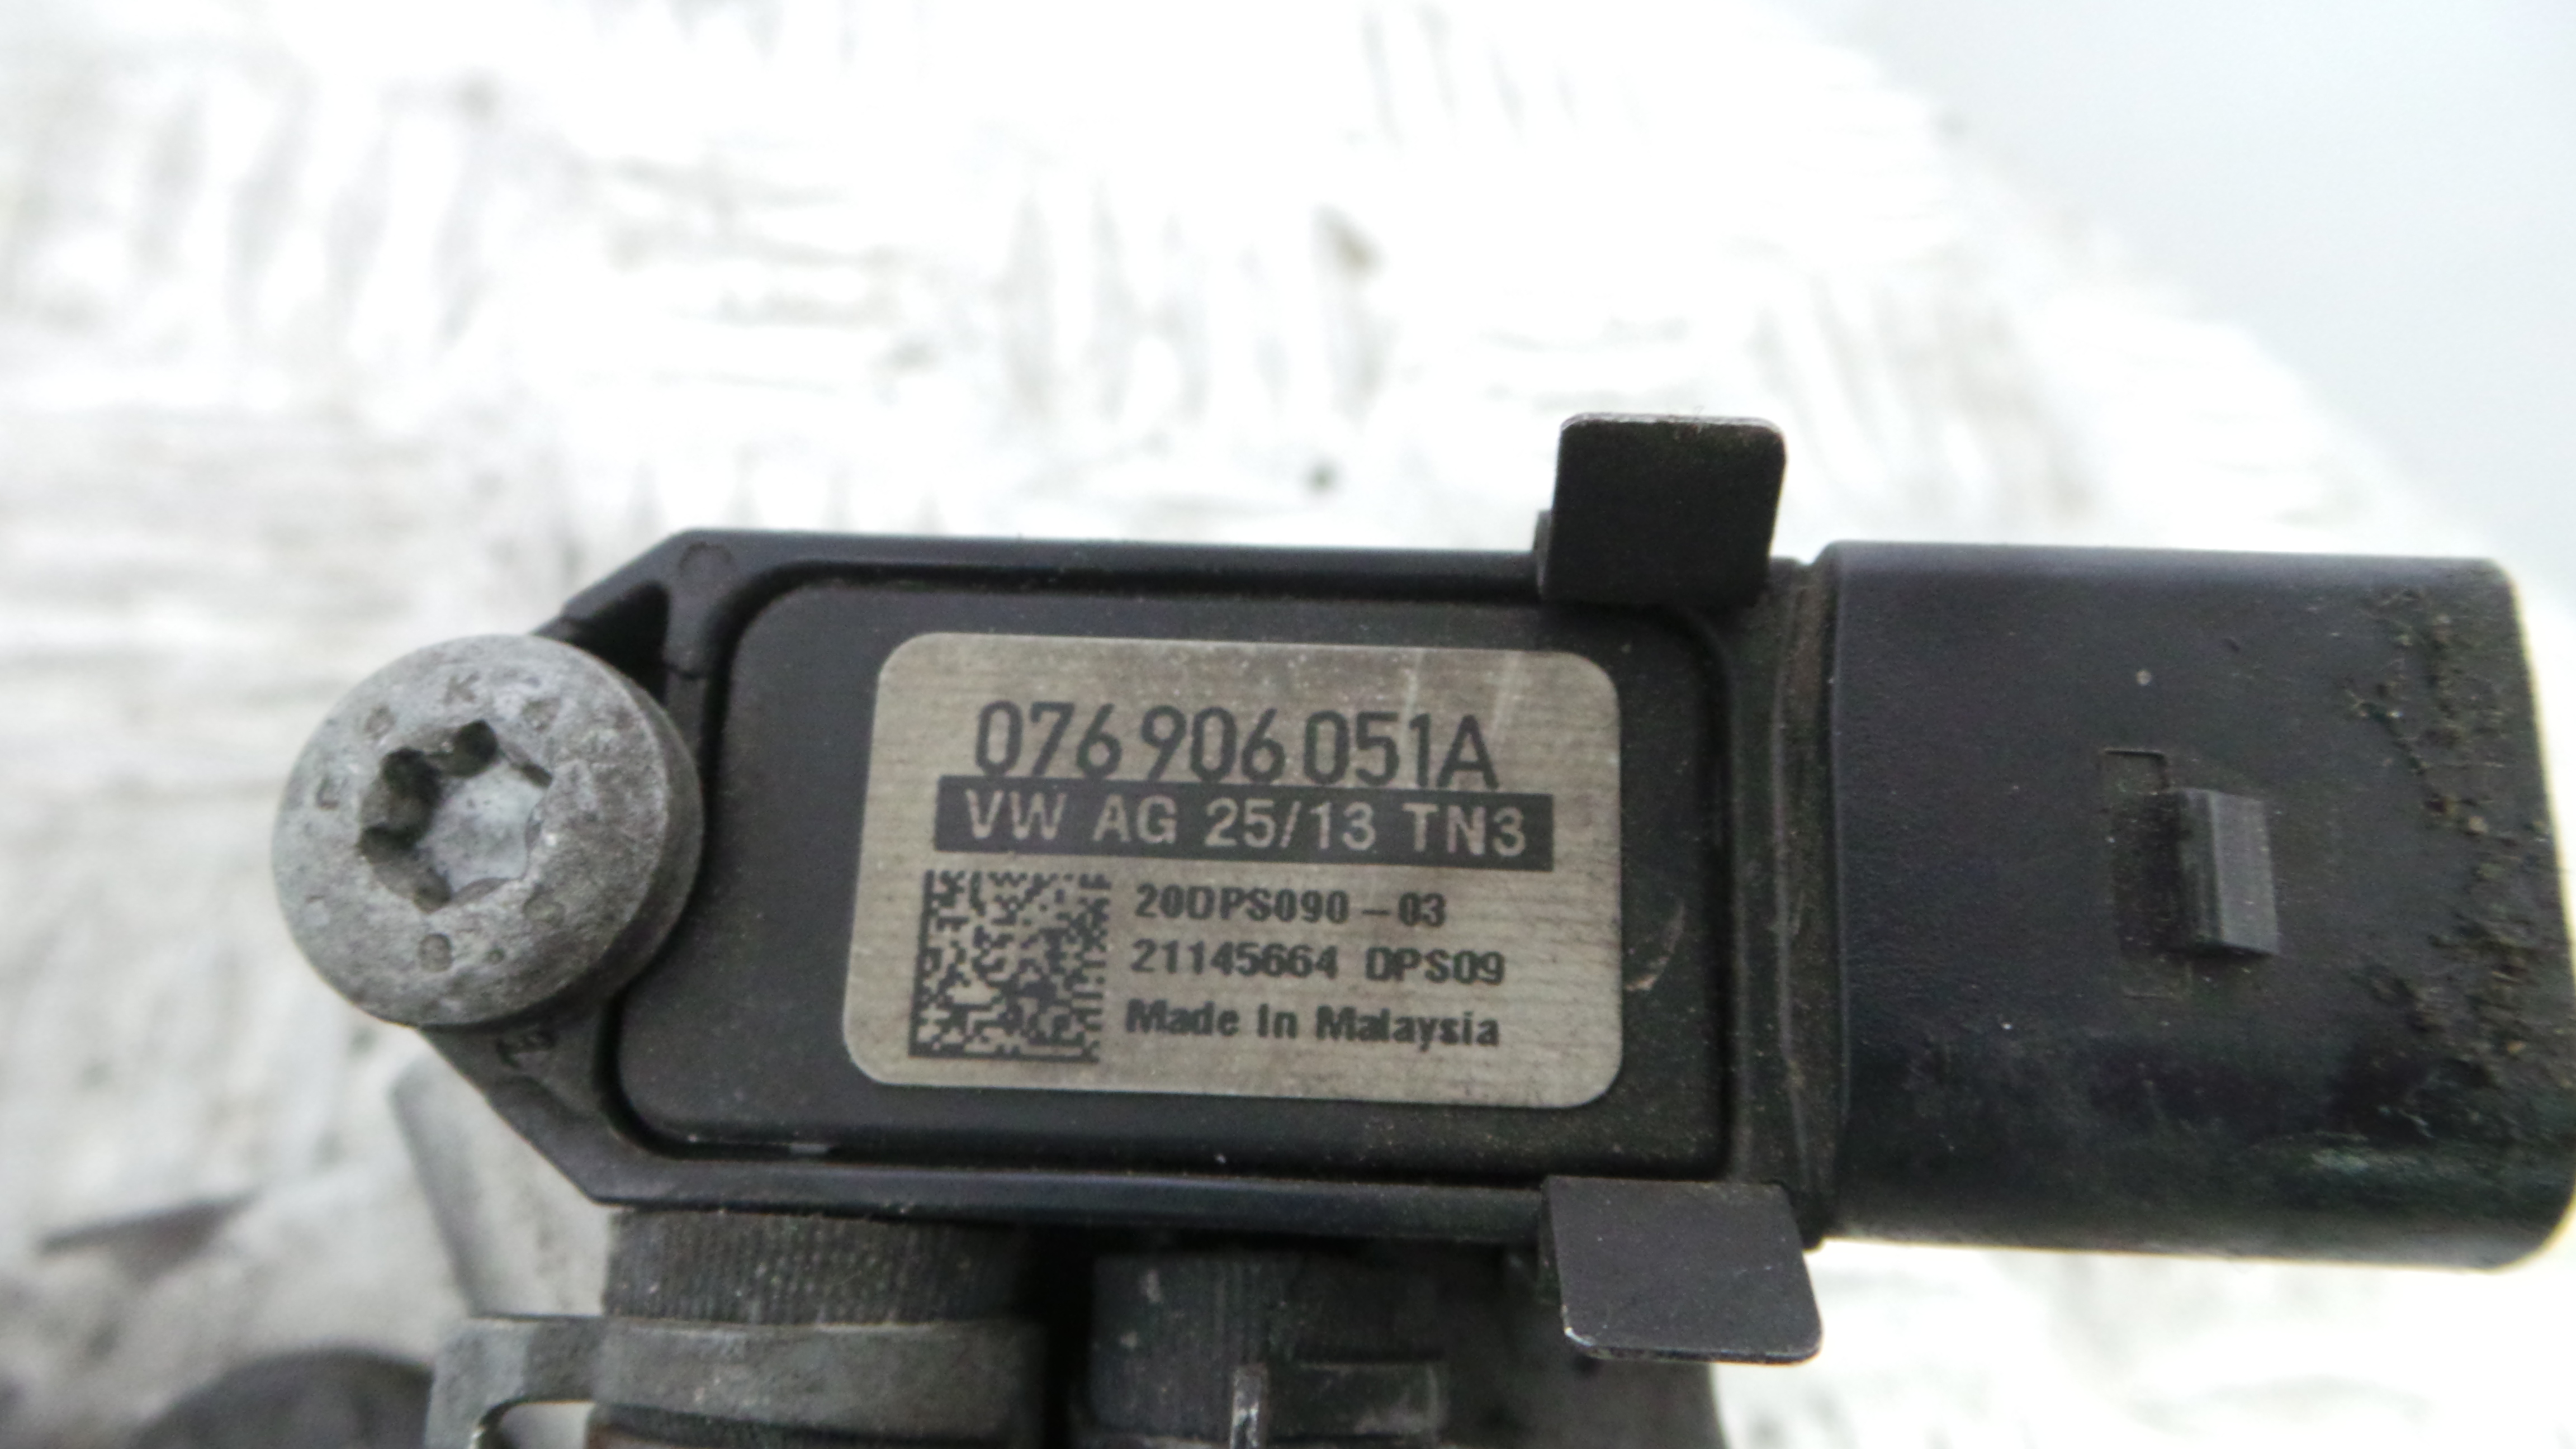 076 906 051A
VW AG 25/13 TN3
20DPS090-03
21145664 DPS09
Made In Malaysia